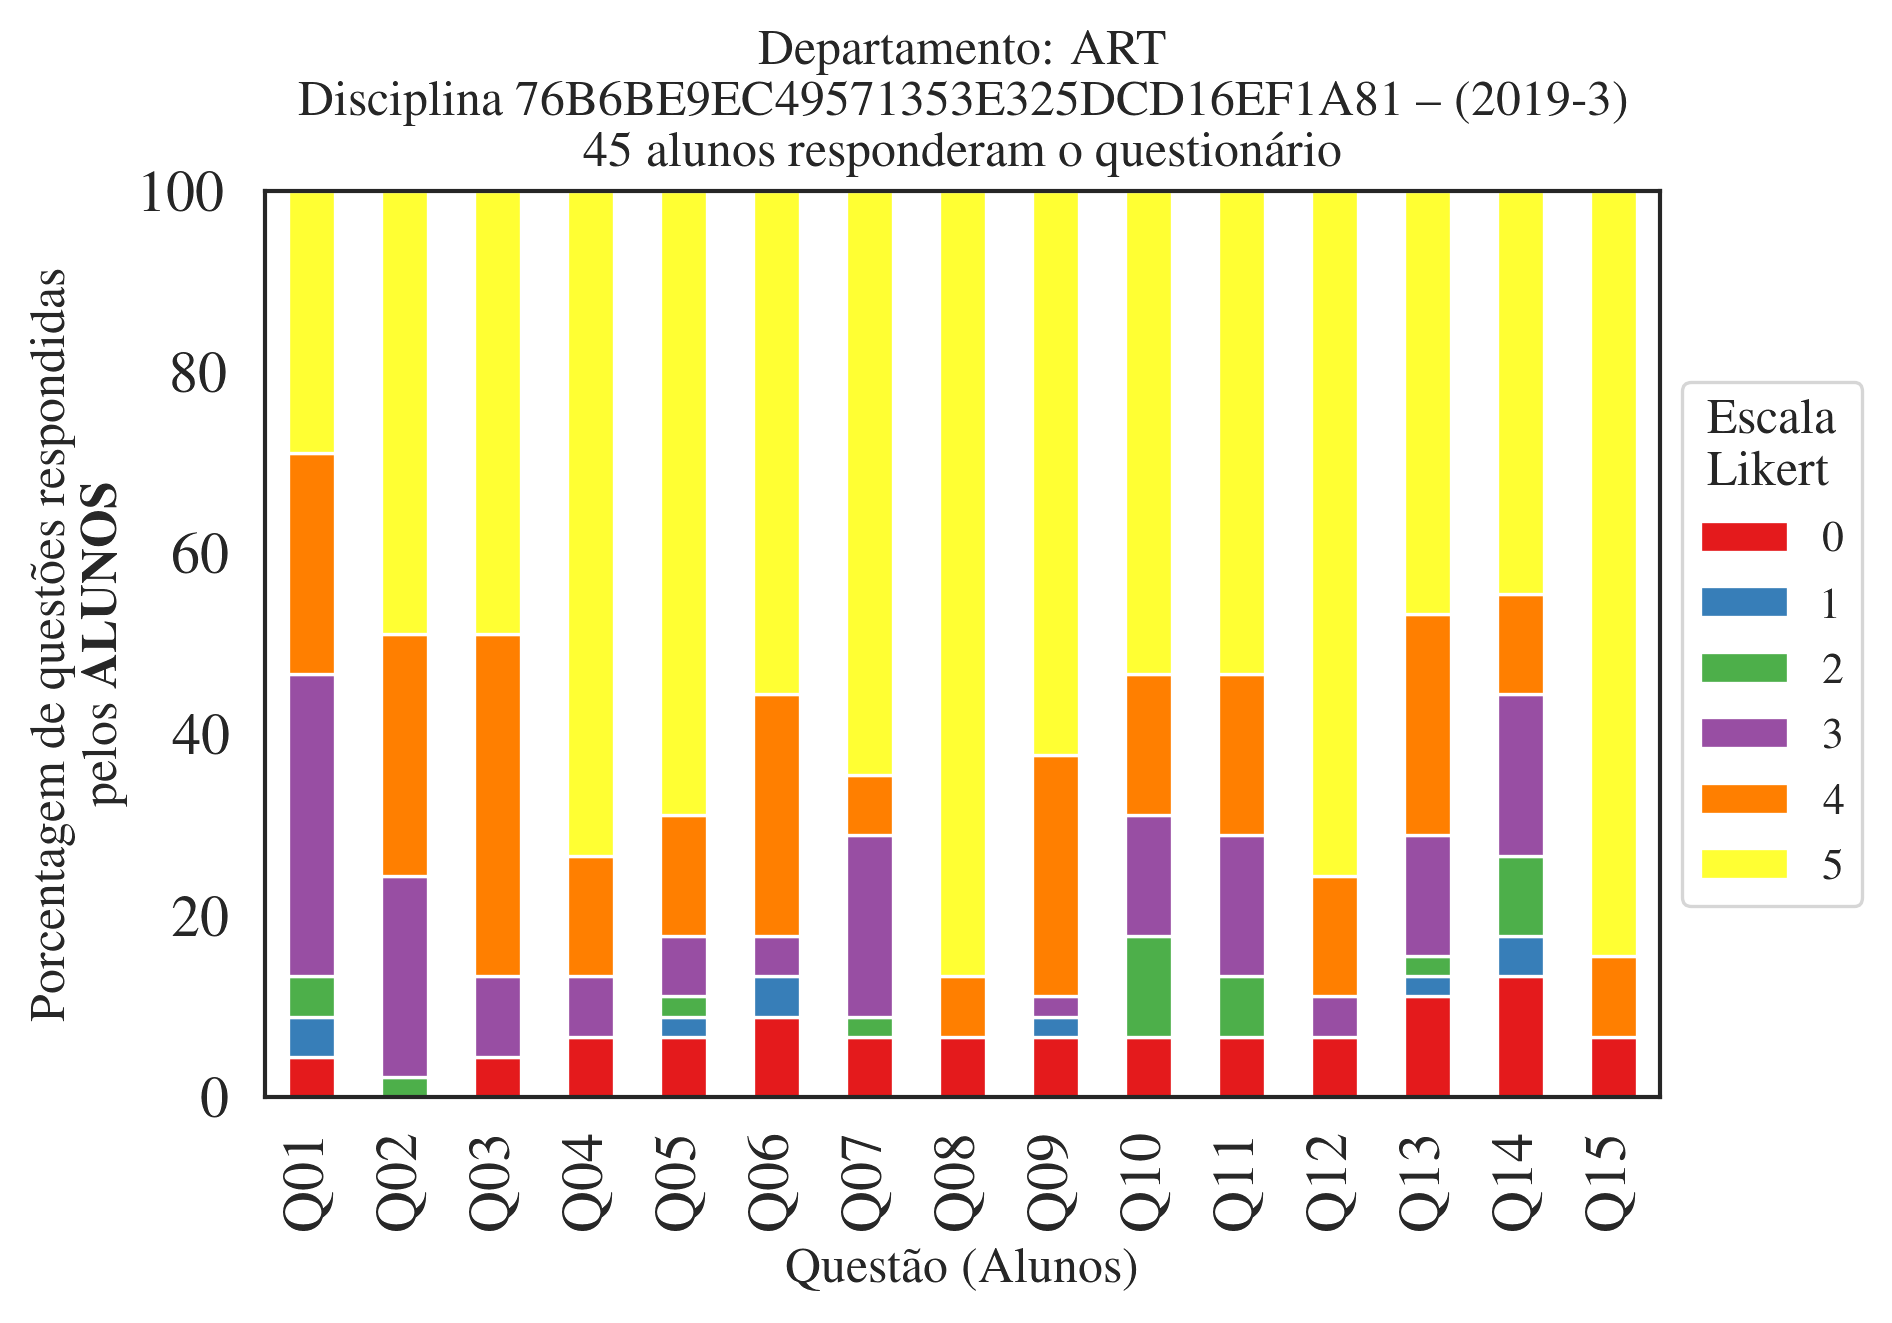 Departamento: ART
Disciplina 76B6BE9EC49571353E325DCD16EF1A81 – (2019-3)
45 alunos responderam o questionário
Porcentagem de questões respondidas
pelos ALUNOS
100
80
60
40
20
0
Q01
Q02
Q03
Q04
Q05
Q06
Q07
Q08
Q09
Q10
Q11
Q12
Q13
Q14
Q15
Questão (Alunos)
Escala
Likert
0
1
2
3
4
5